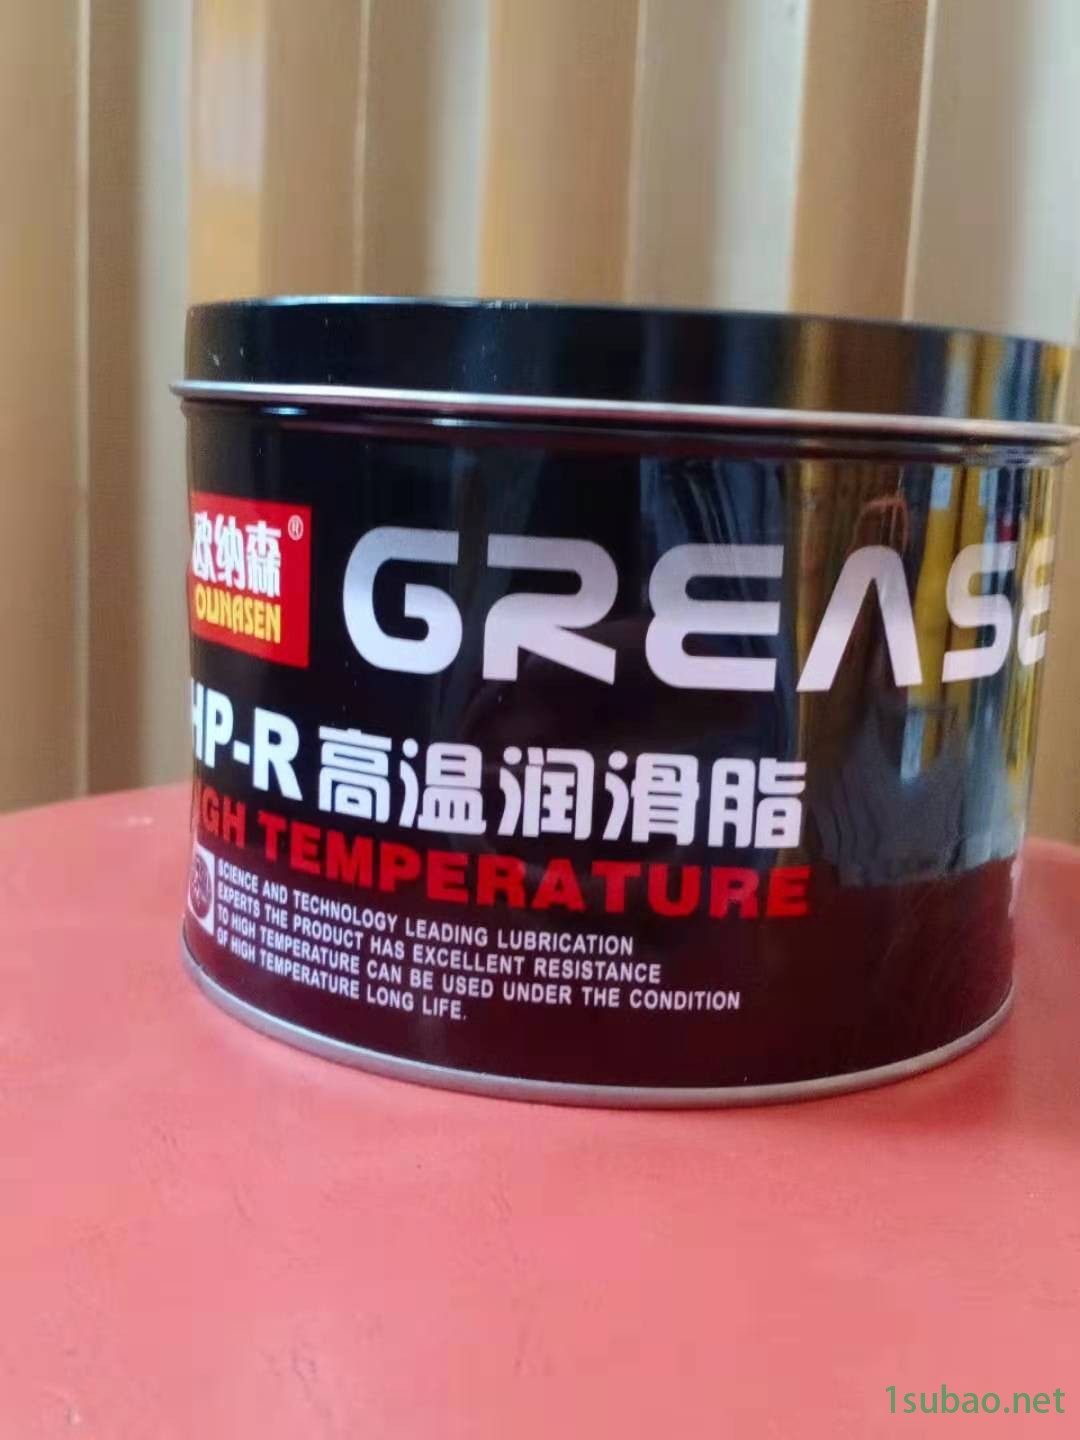 欧纳森®
OUNASEN
GREASE
HP-R 高温润滑脂
HIGH TEMPERATURE
SCIENCE AND TECHNOLOGY LEADING LUBRICATION
EXPERTS THE PRODUCT HAS EXCELLENT RESISTANCE
TO HIGH TEMPERATURE CAN BE USED UNDER THE CONDITION
OF HIGH TEMPERATURE LONG LIFE.
1subao.net